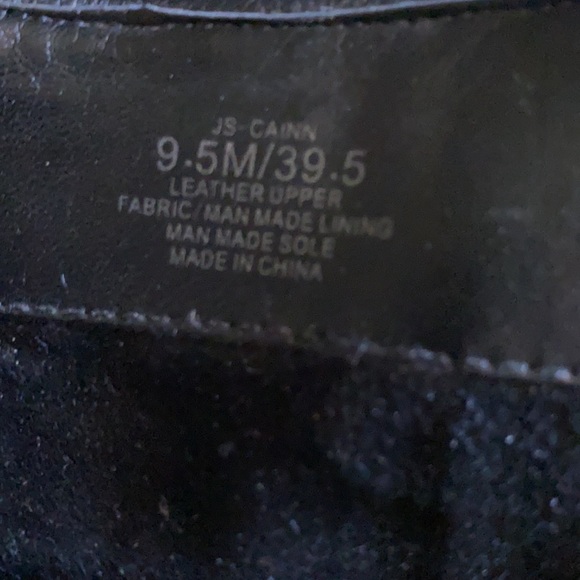 JS-CAINN
9.5M/39.5
LEATHER UPPER
FABRIC/MAN MADE LINING
MAN MADE SOLE
MADE IN CHINA